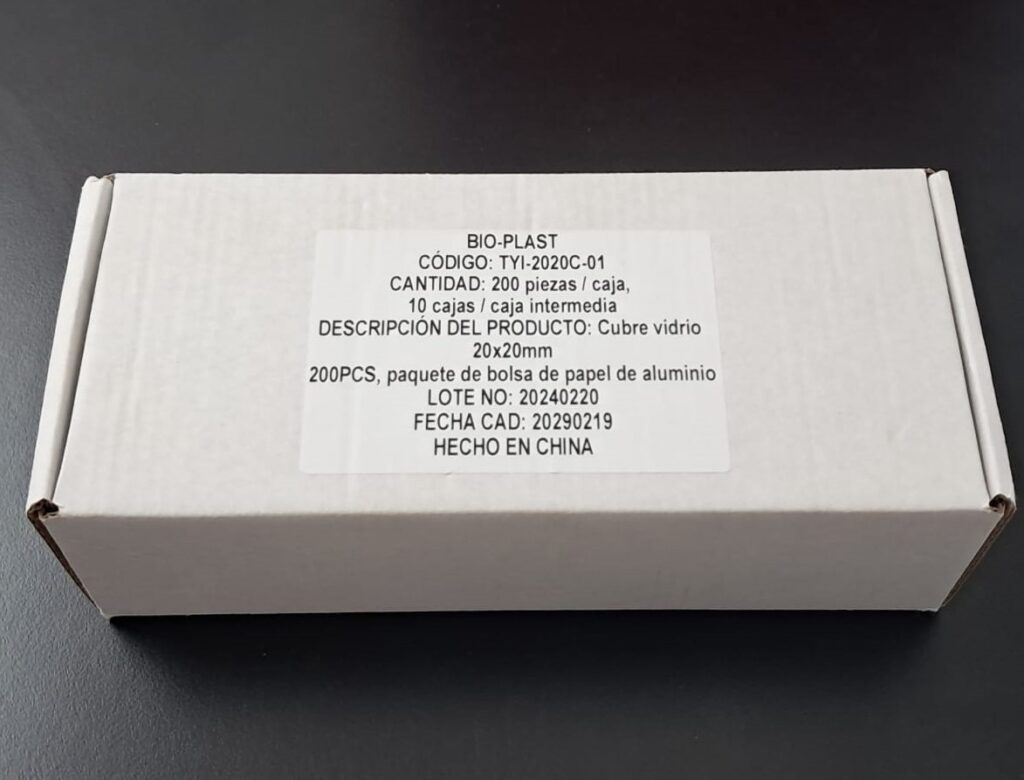 BIO-PLAST
CÓDIGO: TYI-2020C-01
CANTIDAD: 200 piezas / caja,
10 cajas / caja intermedia
DESCRIPCIÓN DEL PRODUCTO: Cubre vidrio
20x20mm
200PCS, paquete de bolsa de papel de aluminio
LOTE NO: 20240220
FECHA CAD: 20290219
HECHO EN CHINA